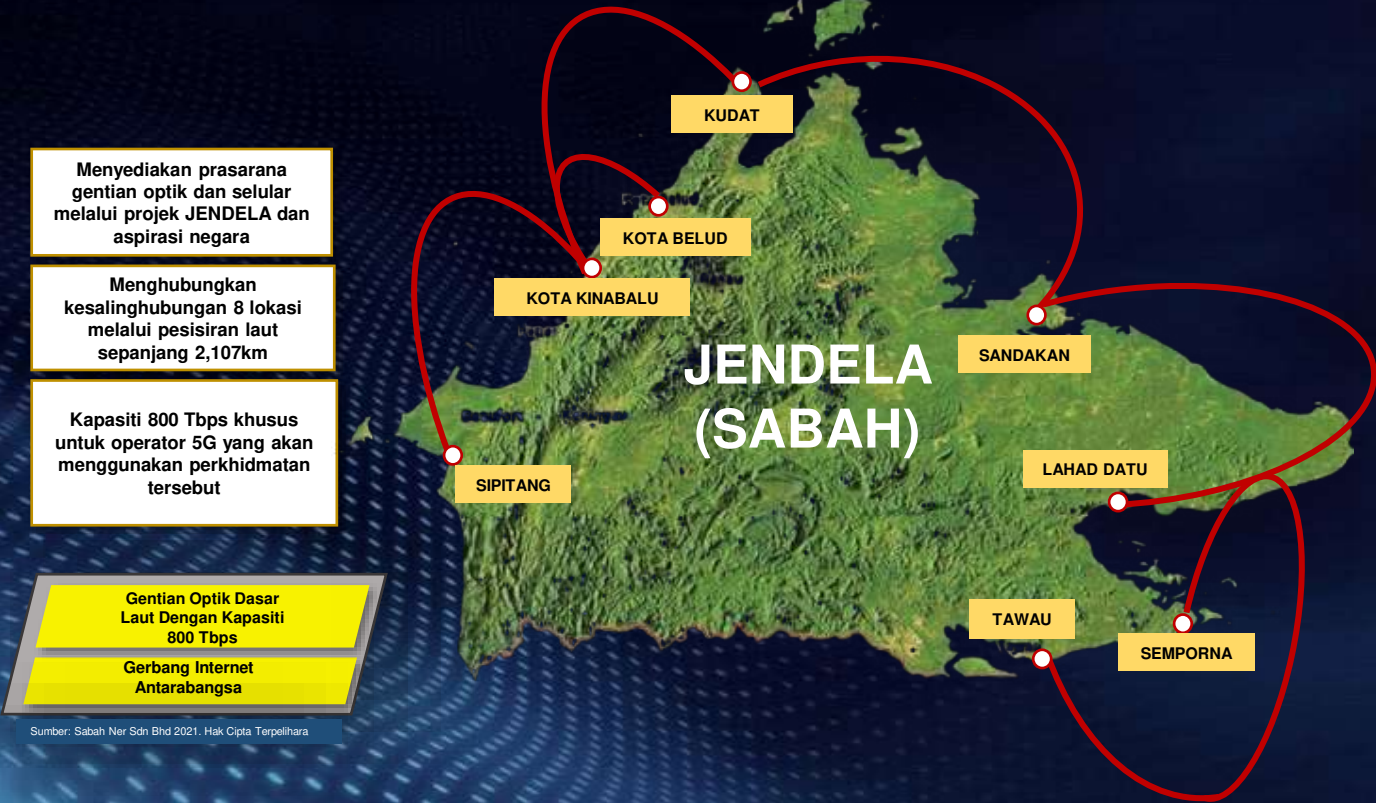 Menyediakan prasarana
gentian optik dan selular
melalui projek JENDELA dan
aspirasi negara
Menghubungkan
kesalinghubungan 8 lokasi
melalui pesisiran laut
sepanjang 2,107km
Kapasiti 800 Tbps khusus
untuk operator 5G yang akan
menggunakan perkhidmatan
tersebut
Gentian Optik Dasar
Laut Dengan Kapasiti
800 Tbps
Gerbang Internet
Antarabangsa
Sumber: Sabah Ner Sdn Bhd 2021. Hak Cipta Terpelihara
KUDAT
KOTA BELUD
KOTA KINABALU
SANDAKAN
JENDELA
(SABAH)
LAHAD DATU
SIPITANG
TAWAU
SEMPORNA